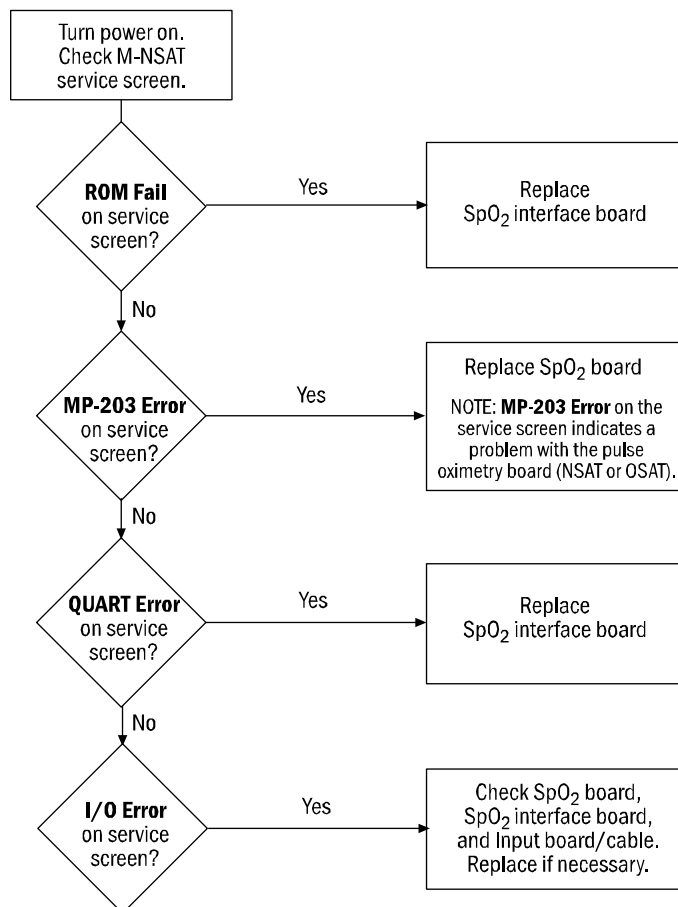 Turn power on.
Check M-NSAT
service screen.
ROM Fail
on service
screen?
Yes
Replace
SpO₂ interface board
No
MP-203 Error
on service
screen?
Yes
Replace SpO₂ board
NOTE: MP-203 Error on the
service screen indicates a
problem with the pulse
oximetry board (NSAT or OSAT).
No
QUART Error
on service
screen?
Yes
Replace
SpO₂ interface board
No
I/O Error
on service
screen?
Yes
Check SpO₂ board,
SpO₂ interface board,
and Input board/cable.
Replace if necessary.